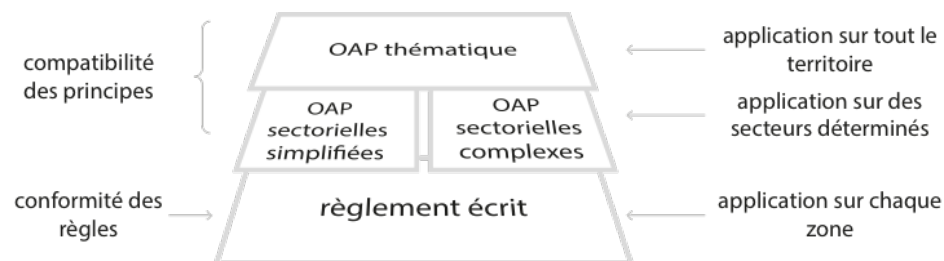 compatibilité
des principes
OAP thématique
application sur tout le
territoire
OAP
sectorielles
simplifiées
OAP
sectorielles
complexes
application sur des
secteurs déterminés
conformité des
règles
règlement écrit
application sur chaque
zone